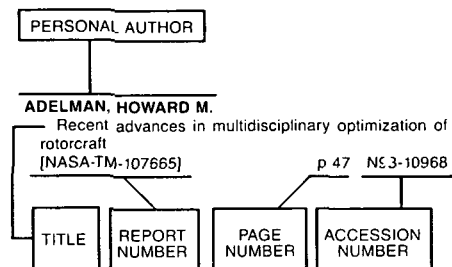 PERSONAL AUTHOR
ADELMAN, HOWARD M.
Recent advances in multidisciplinary optimization of
rotorcraft
[NASA-TM-107665] p 47 N93-10968
TITLE REPORT NUMBER PAGE NUMBER ACCESSION NUMBER